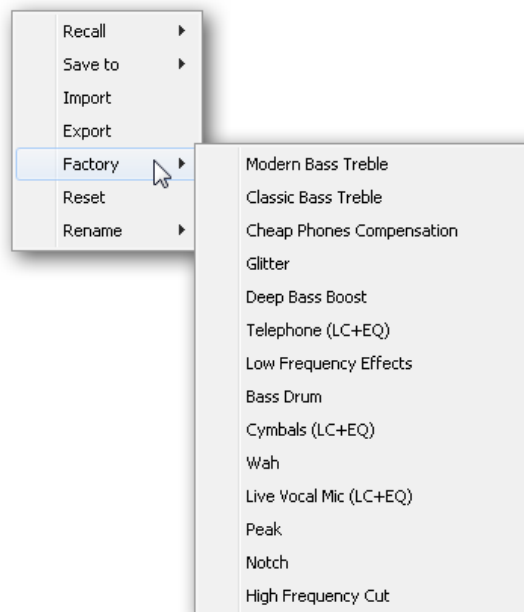 Recall
Save to
Import
Export
Factory
Reset
Rename
Modern Bass Treble
Classic Bass Treble
Cheap Phones Compensation
Glitter
Deep Bass Boost
Telephone (LC+EQ)
Low Frequency Effects
Bass Drum
Cymbals (LC+EQ)
Wah
Live Vocal Mic (LC+EQ)
Peak
Notch
High Frequency Cut